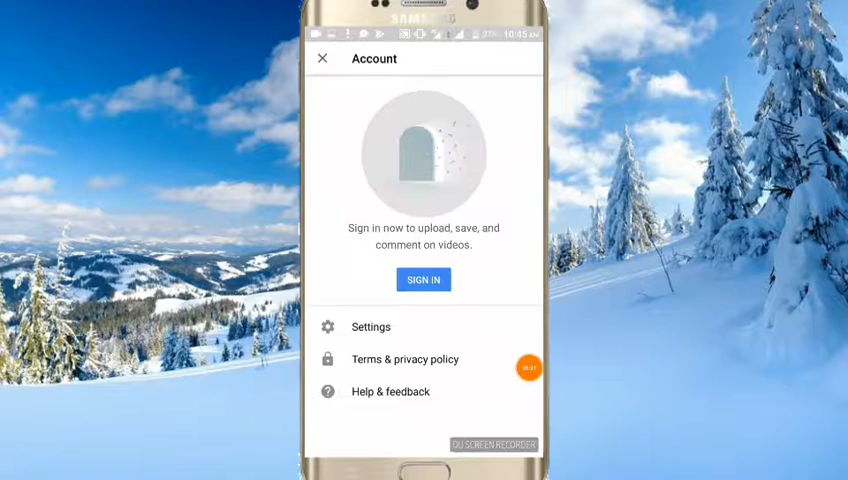 SAMSUNG
27% 10:45 AM
Account
Sign in now to upload, save, and
comment on videos.
SIGN IN
Settings
Terms & privacy policy
Help & feedback
DU SCREEN RECORDER